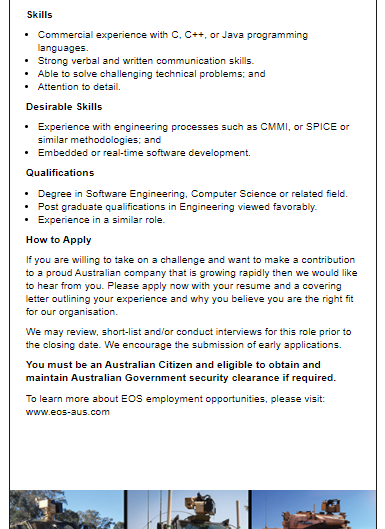 Skills
• Commercial experience with C, C++, or Java programming
languages.
• Strong verbal and written communication skills.
• Able to solve challenging technical problems; and
• Attention to detail.
Desirable Skills
• Experience with engineering processes such as CMMI, or SPICE or
similar methodologies; and
• Embedded or real-time software development.
Qualifications
• Degree in Software Engineering, Computer Science or related field.
• Post graduate qualifications in Engineering viewed favorably.
• Experience in a similar role.
How to Apply
If you are willing to take on a challenge and want to make a contribution
to a proud Australian company that is growing rapidly then we would like
to hear from you. Please apply now with your resume and a covering
letter outlining your experience and why you believe you are the right fit
for our organisation.
We may review, short-list and/or conduct interviews for this role prior to
the closing date. We encourage the submission of early applications.
You must be an Australian Citizen and eligible to obtain and
maintain Australian Government security clearance if required.
To learn more about EOS employment opportunities, please visit:
www.eos-aus.com